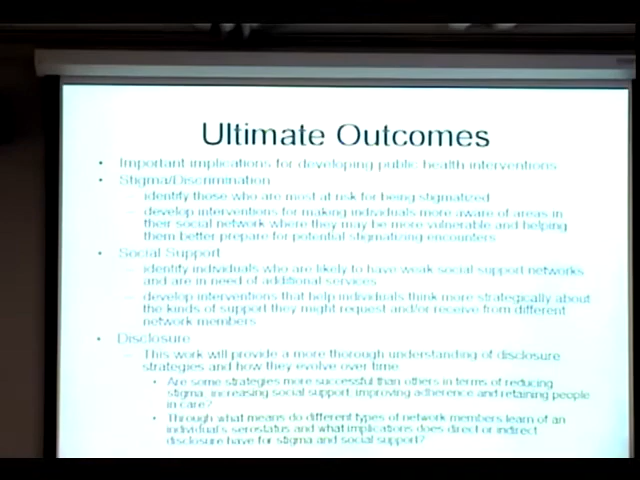 Ultimate Outcomes
• Important implications for developing public health interventions
• Stigma/Discrimination
– identify those who are most at risk for being stigmatized
– develop interventions for making individuals more aware of areas in
their social network where they may be more vulnerable and helping
them better prepare for potential stigmatising encounters
• Social Support
– identify individuals who are likely to have weak social support networks
and are in need of additional services
– develop interventions that help individuals think more strategically about
the kinds of support they might request and/or receive from different
network members
• Disclosure
– This work will provide a more thorough understanding of disclosure
strategies and how they evolve over time
• Are some strategies more successful than others in terms of reducing
stigma, increasing social support, improving adherence and retaining people
in care?
• Through what means do different types of network members learn of an
individual's serostatus and what implications does direct or indirect
disclosure have for stigma and social support?